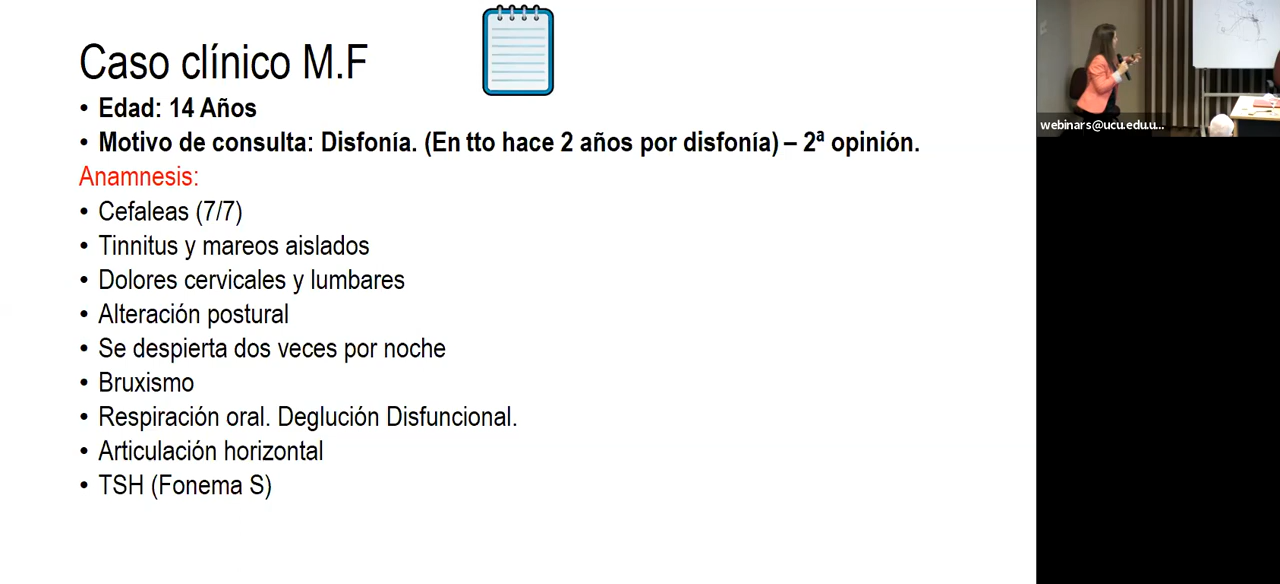 Caso clínico M.F
• Edad: 14 Años
• Motivo de consulta: Disfonía. (En tto hace 2 años por disfonía) – 2ª opinión.
Anamnesis:
• Cefaleas (7/7)
• Tinnitus y mareos aislados
• Dolores cervicales y lumbares
• Alteración postural
• Se despierta dos veces por noche
• Bruxismo
• Respiración oral. Deglución Disfuncional.
• Articulación horizontal
• TSH (Fonema S)
webinars@ucu.edu.u...